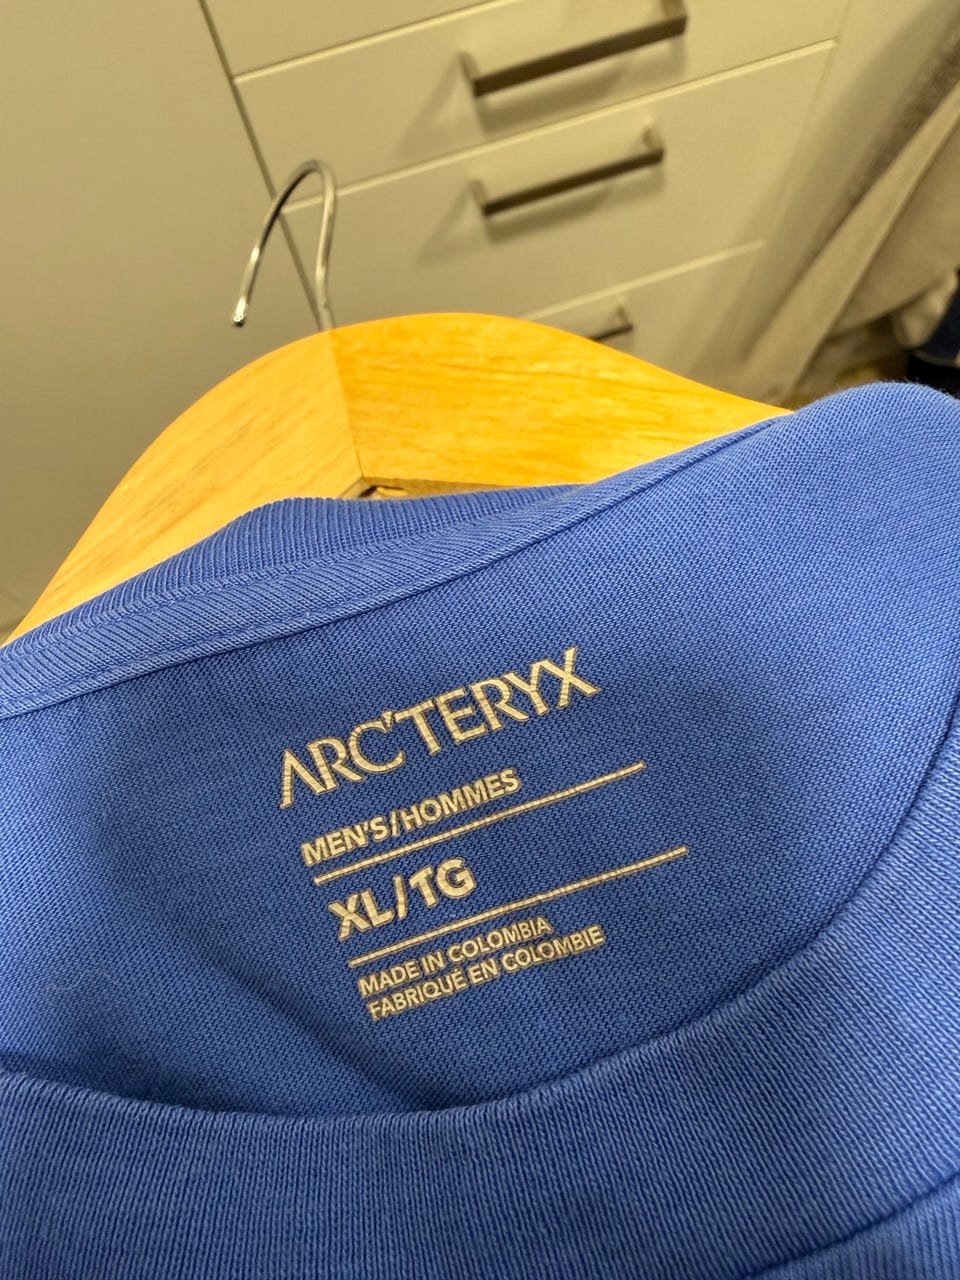 ARC'TERYX
MEN'S/HOMMES
XL/TG
MADE IN COLOMBIA
FABRIQUÉ EN COLOMBIE